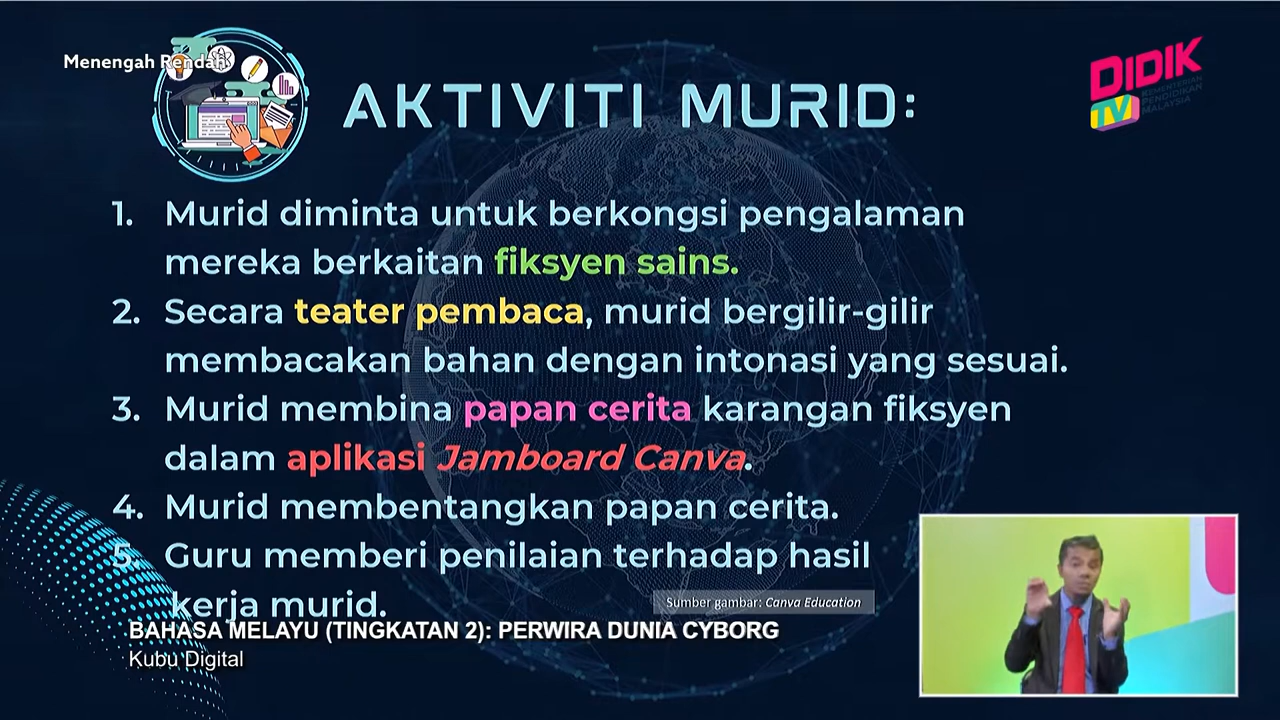 Menengah Rendah
AKTIVITI MURID:
DIDIK
TV
KEMENTERIAN
PENDIDIKAN
MALAYSIA
1. Murid diminta untuk berkongsi pengalaman
mereka berkaitan fiksyen sains.
2. Secara teater pembaca, murid bergilir-gilir
membacakan bahan dengan intonasi yang sesuai.
3. Murid membina papan cerita karangan fiksyen
dalam aplikasi Jamboard Canva.
4. Murid membentangkan papan cerita.
5. Guru memberi penilaian terhadap hasil
kerja murid.
Sumber gambar: Canva Education
BAHASA MELAYU (TINGKATAN 2): PERWIRA DUNIA CYBORG
Kubu Digital